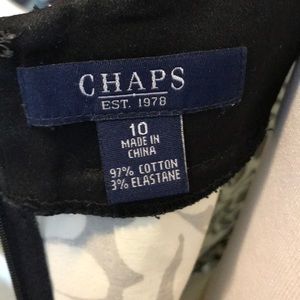 CHAPS
EST. 1978
10
MADE IN
CHINA
97% COTTON
3% ELASTANE